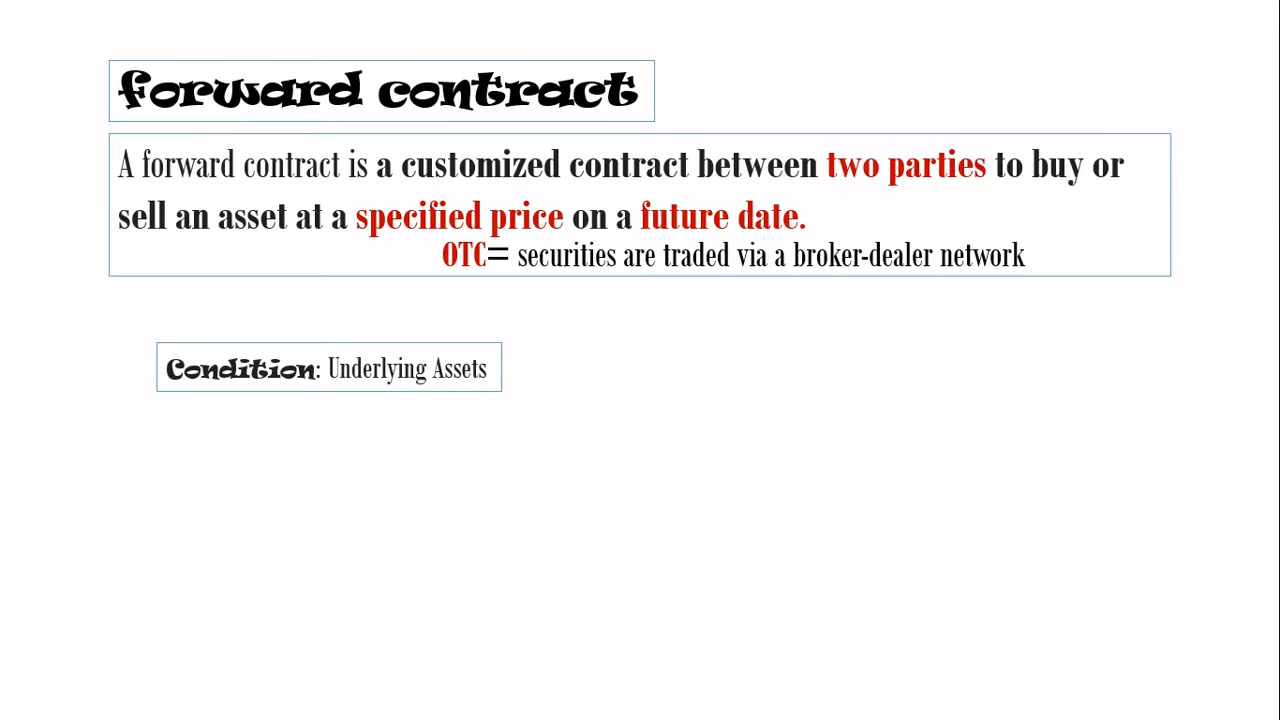 forward contract
A forward contract is a customized contract between two parties to buy or
sell an asset at a specified price on a future date.
OTC= securities are traded via a broker-dealer network
Condition: Underlying Assets